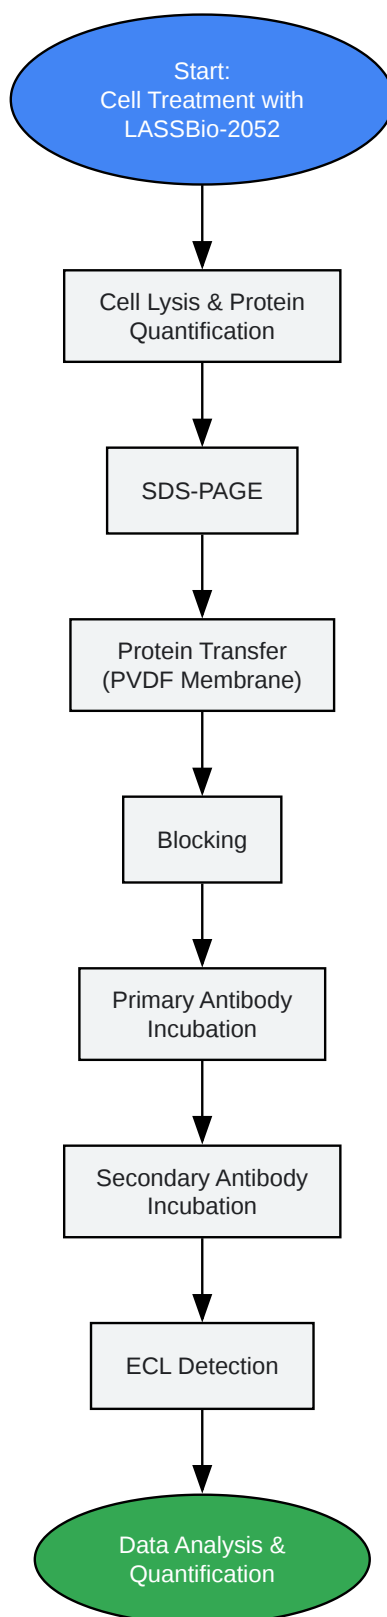 Start:
Cell Treatment with
LASSBio-2052
Cell Lysis & Protein
Quantification
SDS-PAGE
Protein Transfer
(PVDF Membrane)
Blocking
Primary Antibody
Incubation
Secondary Antibody
Incubation
ECL Detection
Data Analysis &
Quantification